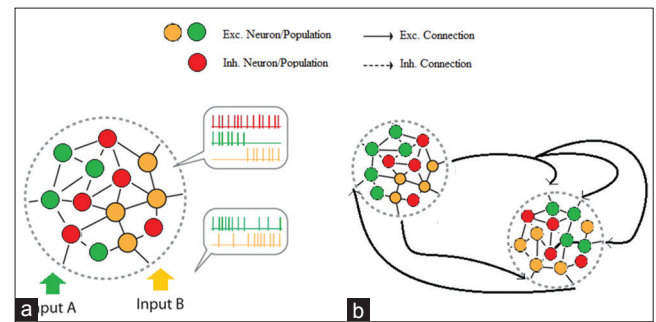 Exc. Neuron/Population
Exc. Connection
Inh. Neuron/Population
Inh. Connection
a
nput A
Input B
b